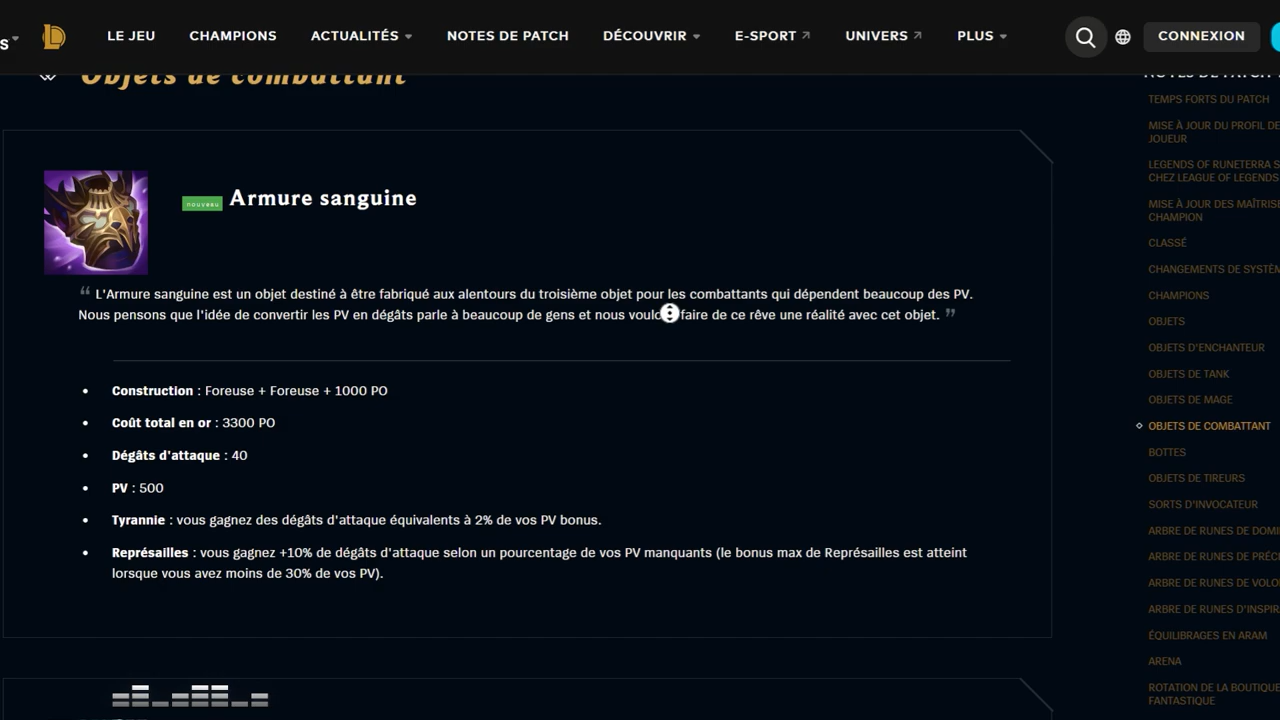 S
LE JEU CHAMPIONS ACTUALITÉS NOTES DE PATCH DÉCOUVRIR E-SPORT UNIVERS PLUS CONNEXION
Objets de combattant
nouveau Armure sanguine
“ L'Armure sanguine est un objet destiné à être fabriqué aux alentours du troisième objet pour les combattants qui dépendent beaucoup des PV.
Nous pensons que l'idée de convertir les PV en dégâts parle à beaucoup de gens et nous voulo faire de ce rêve une réalité avec cet objet. ”
• Construction : Foreuse + Foreuse + 1000 PO
• Coût total en or : 3300 PO
• Dégâts d'attaque : 40
• PV : 500
• Tyrannie : vous gagnez des dégâts d'attaque équivalents à 2% de vos PV bonus.
• Représailles : vous gagnez +10% de dégâts d'attaque selon un pourcentage de vos PV manquants (le bonus max de Représailles est atteint
lorsque vous avez moins de 30% de vos PV).
NOTES DE PATCH
TEMPS FORTS DU PATCH
MISE À JOUR DU PROFIL DE
JOUEUR
LEGENDS OF RUNETERRA S
CHEZ LEAGUE OF LEGENDS
MISE À JOUR DES MAÎTRISE
CHAMPION
CLASSÉ
CHANGEMENTS DE SYSTÈM
CHAMPIONS
OBJETS
OBJETS D'ENCHANTEUR
OBJETS DE TANK
OBJETS DE MAGE
OBJETS DE COMBATTANT
BOTTES
OBJETS DE TIREURS
SORTS D'INVOCATEUR
ARBRE DE RUNES DE DOMI
ARBRE DE RUNES DE PRÉC
ARBRE DE RUNES DE VOLO
ARBRE DE RUNES D'INSPIR
ÉQUILIBRAGES EN ARAM
ARENA
ROTATION DE LA BOUTIQUE
FANTASTIQUE